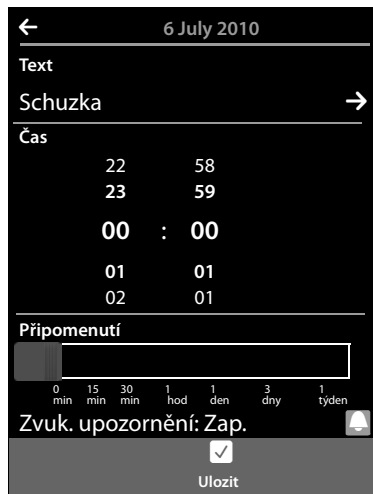 6 July 2010
Text
Schuzka
Čas
22 58
23 59
00 : 00
01 01
02 01
Připomenutí
0 min 15 min 30 min 1 hod 1 den 3 dny 1 týden
Zvuk. upozornění: Zap.
Ulozit